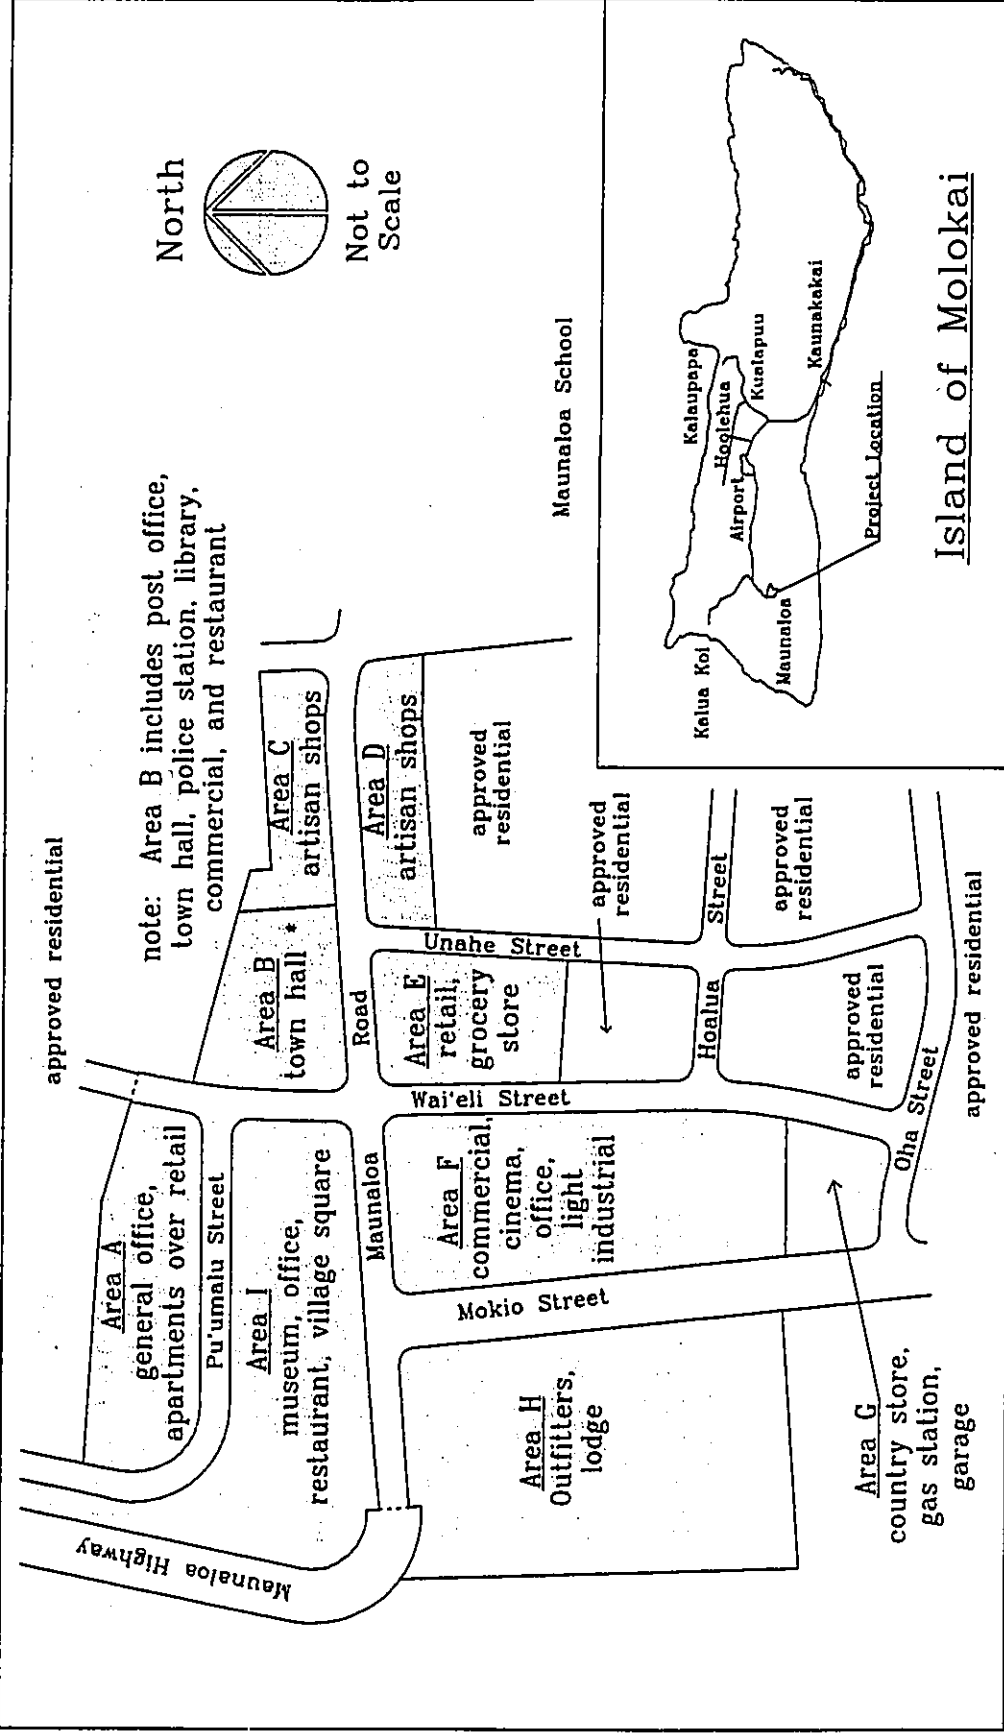 approved residential
note: Area B includes post office,
town hall, police station, library,
commercial, and restaurant
North
Not to
Scale
Maunaloa Highway
Area A
general office,
apartments over retail
Pu'umalu Street
Area I
museum, office,
restaurant, village square
Area B
town hall *
Area C
artisan shops
Maunaloa
Road
Area D
artisan shops
Area E
retail,
grocery
store
Unahe Street
Wai'eli Street
Area F
commercial,
cinema,
office,
light
industrial
Mokio Street
Area H
Outfitters,
lodge
Area G
country store,
gas station,
garage
approved
residential
approved
residential
Hoalua
Street
approved
residential
approved
residential
Oha Street
approved residential
Maunaloa School
Kalua Koi
Kalaupapa
Hoolehua
Airport
Kualapuu
Maunaloa
Kaunakakai
Project Location
Island of Molokai